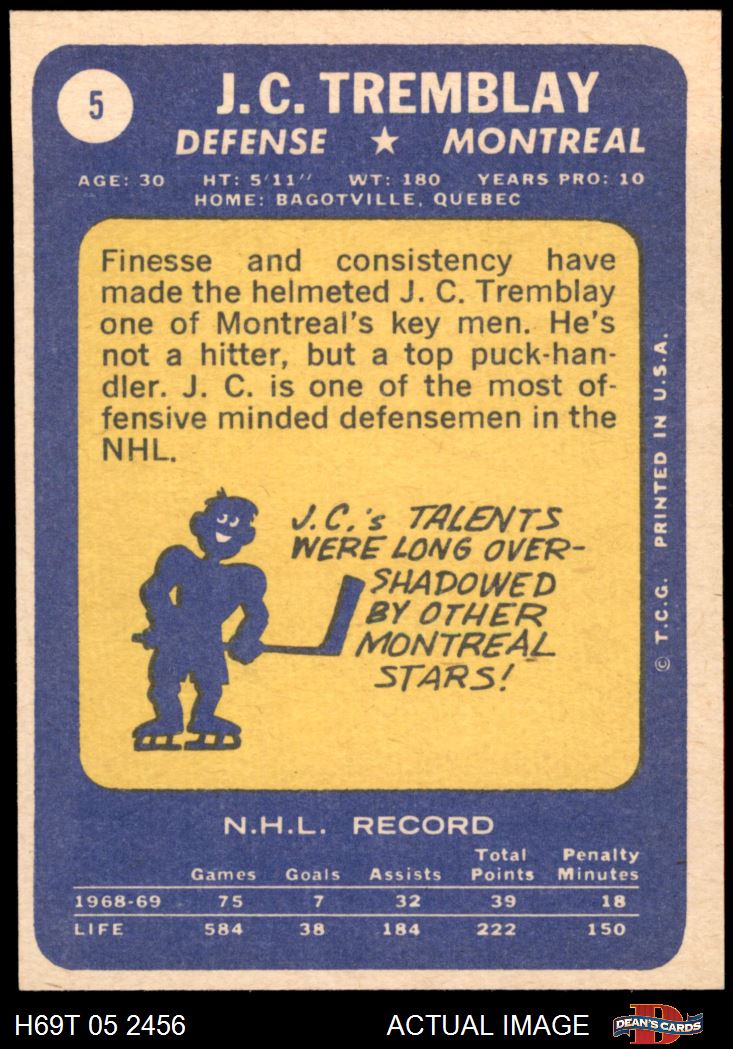 5
J.C. TREMBLAY
DEFENSE ★ MONTREAL
AGE: 30 HT: 5'11" WT: 180 YEARS PRO: 10
HOME: BAGOTVILLE, QUEBEC
Finesse and consistency have
made the helmeted J. C. Tremblay
one of Montreal's key men. He's
not a hitter, but a top puck-han-
dler. J. C. is one of the most of-
fensive minded defensemen in the
NHL.
J.C.'s TALENTS
WERE LONG OVER-
SHADOWED
BY OTHER
MONTREAL
STARS!
© T.C.G. PRINTED IN U.S.A.
N.H.L. RECORD
Games Goals Assists Total Points Penalty Minutes
1968-69 75 7 32 39 18
LIFE 584 38 184 222 150
H69T 05 2456 ACTUAL IMAGE DEAN'S CARDS